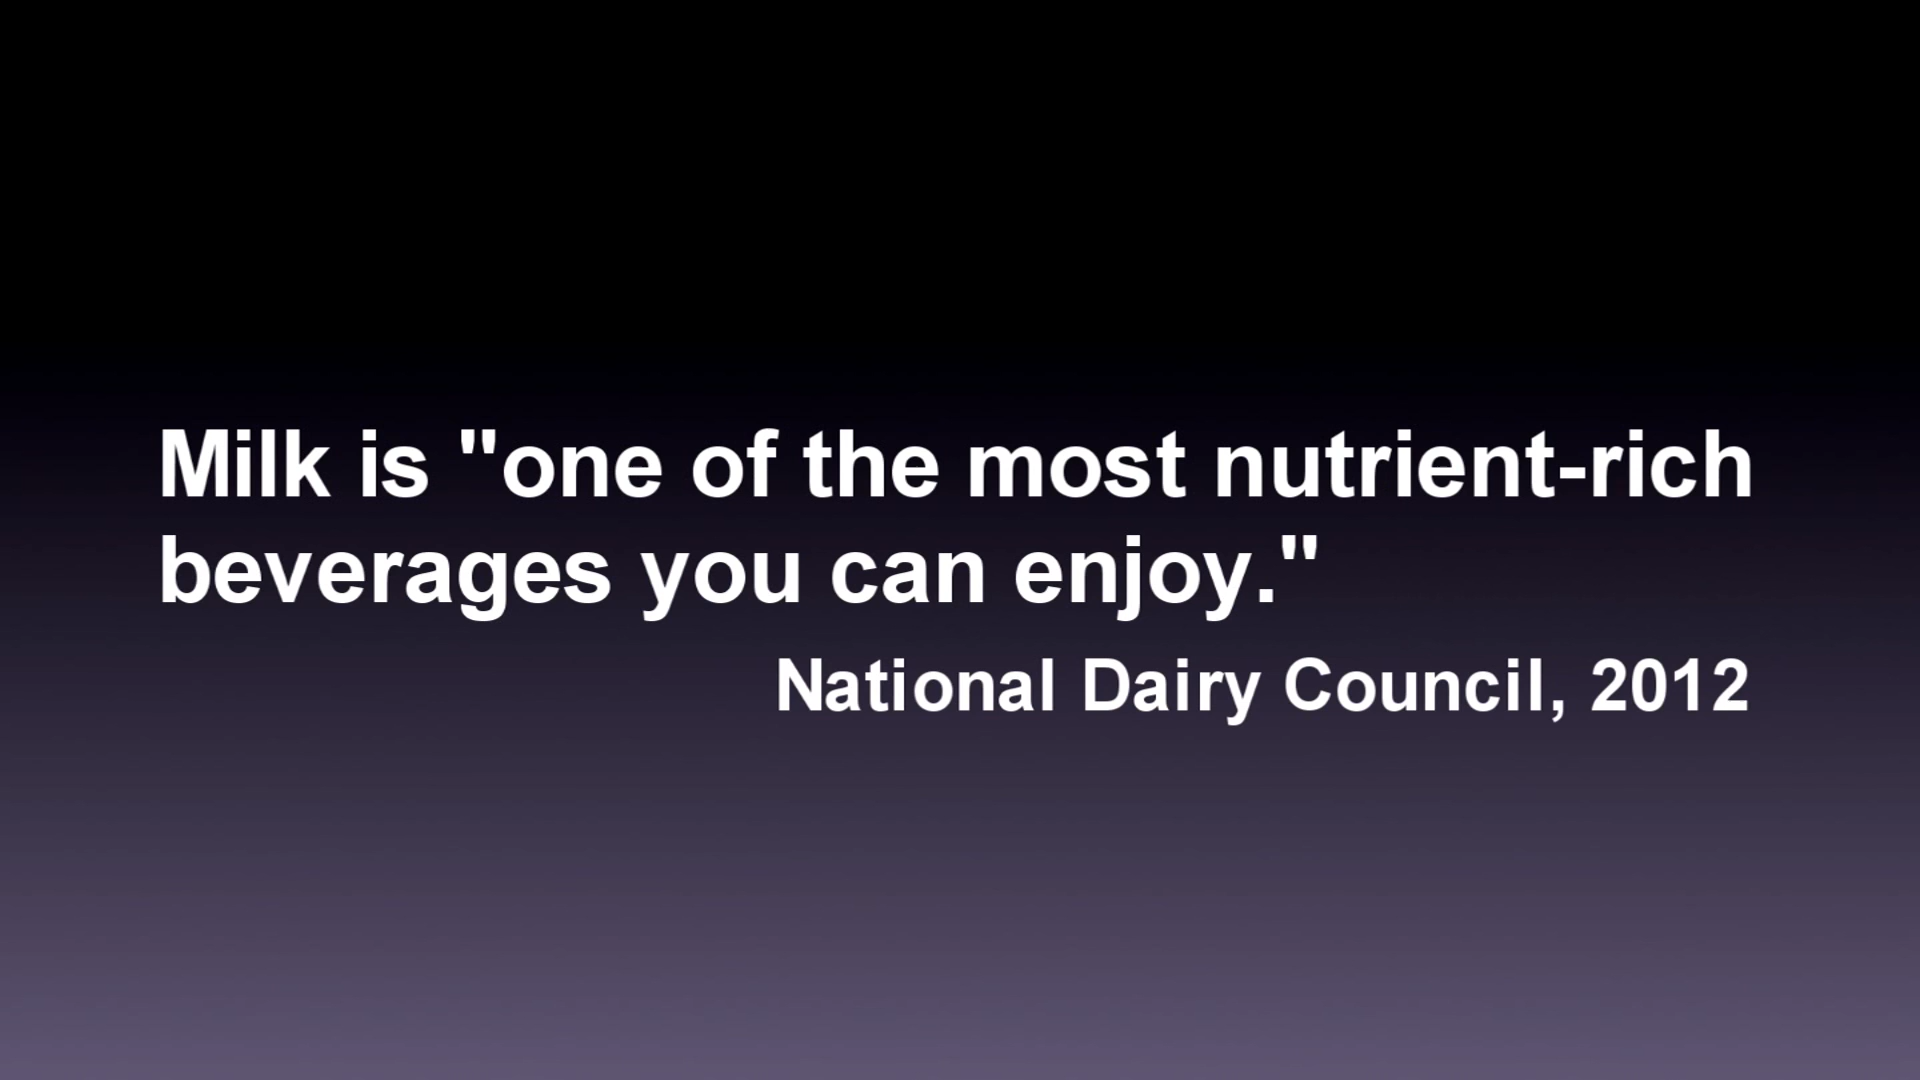 Milk is "one of the most nutrient-rich
beverages you can enjoy."
National Dairy Council, 2012